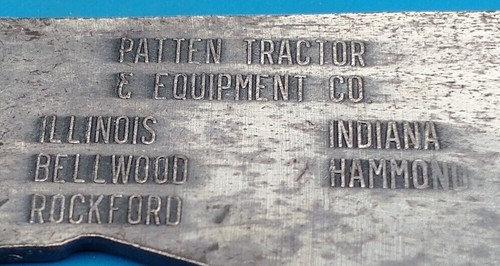 PATTEN TRACTOR
& EQUIPMENT CO.
ILLINOIS
BELLWOOD
ROCKFORD
INDIANA
HAMMOND